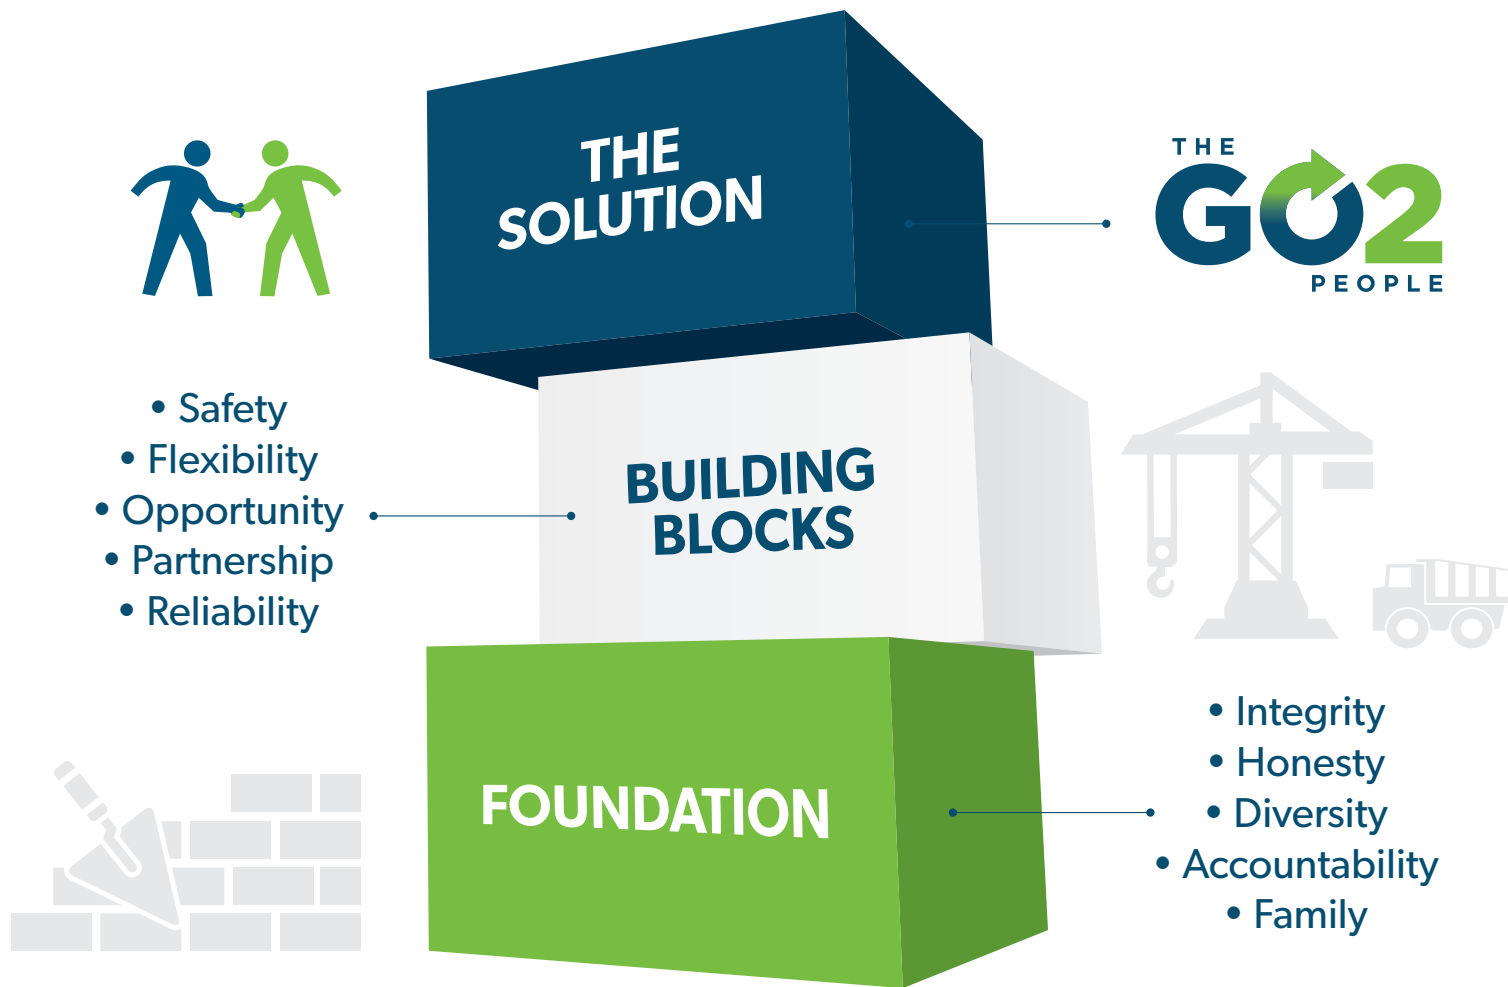 THE
SOLUTION
THE
GO2
PEOPLE
• Safety
• Flexibility
• Opportunity
• Partnership
• Reliability
BUILDING
BLOCKS
FOUNDATION
• Integrity
• Honesty
• Diversity
• Accountability
• Family